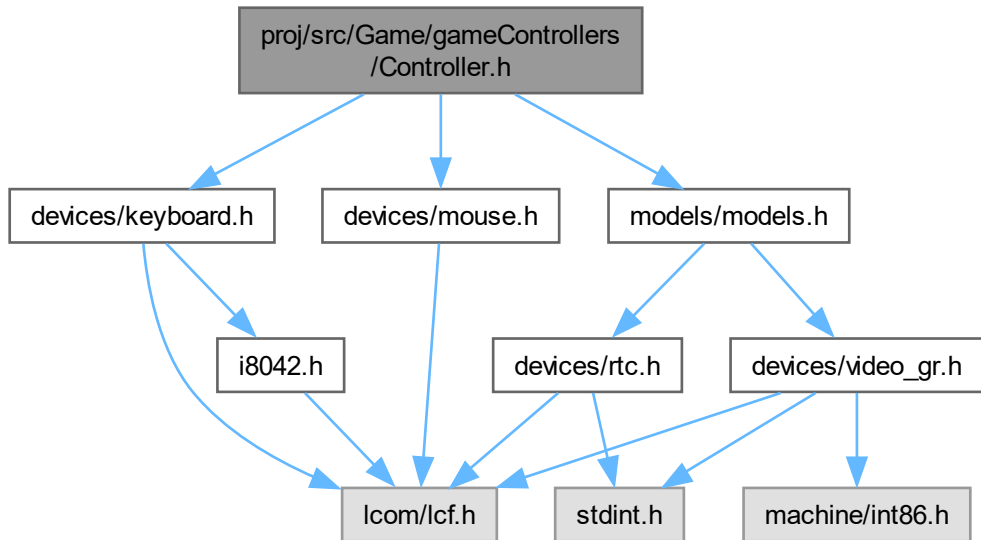 proj/src/Game/gameControllers
/Controller.h
devices/keyboard.h
devices/mouse.h
models/models.h
i8042.h
devices/rtc.h
devices/video_gr.h
lcom/lcf.h
stdint.h
machine/int86.h